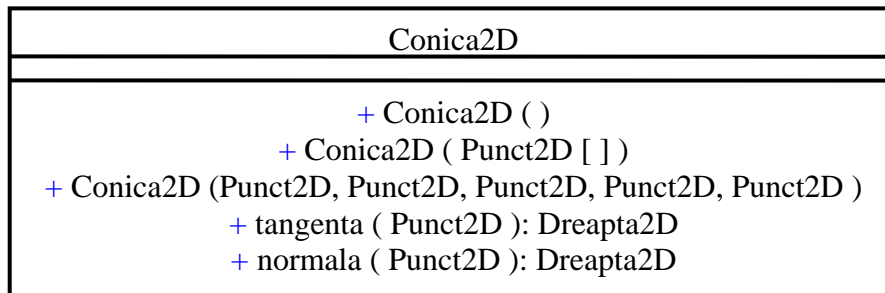 Conica2D
+ Conica2D ( )
+ Conica2D ( Punct2D [ ] )
+ Conica2D (Punct2D, Punct2D, Punct2D, Punct2D, Punct2D )
+ tangenta ( Punct2D ): Dreapta2D
+ normala ( Punct2D ): Dreapta2D